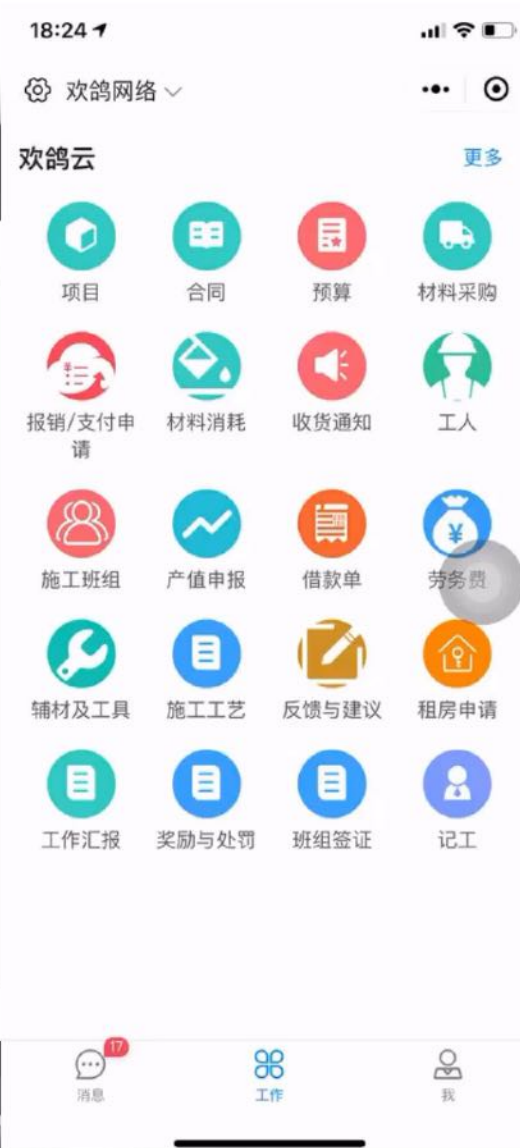 18:24
欢鸽网络
欢鸽云
更多
项目
合同
预算
材料采购
报销/支付申
请
材料消耗
收货通知
工人
施工班组
产值申报
借款单
劳务费
辅材及工具
施工工艺
反馈与建议
租房申请
工作汇报
奖励与处罚
班组签证
记工
17
消息
工作
我